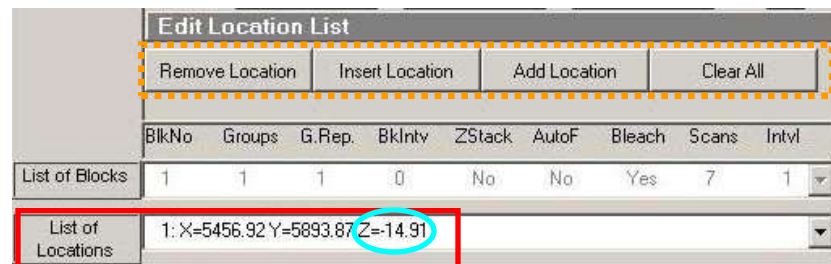 Edit Location List
Remove Location Insert Location Add Location Clear All
BlkNo Groups G.Rep. BkIntv ZStack AutoF Bleach Scans Intvl
List of Blocks 1 1 1 0 No No Yes 7 1
List of Locations 1: X=5456.92 Y=5893.87 Z=-14.91